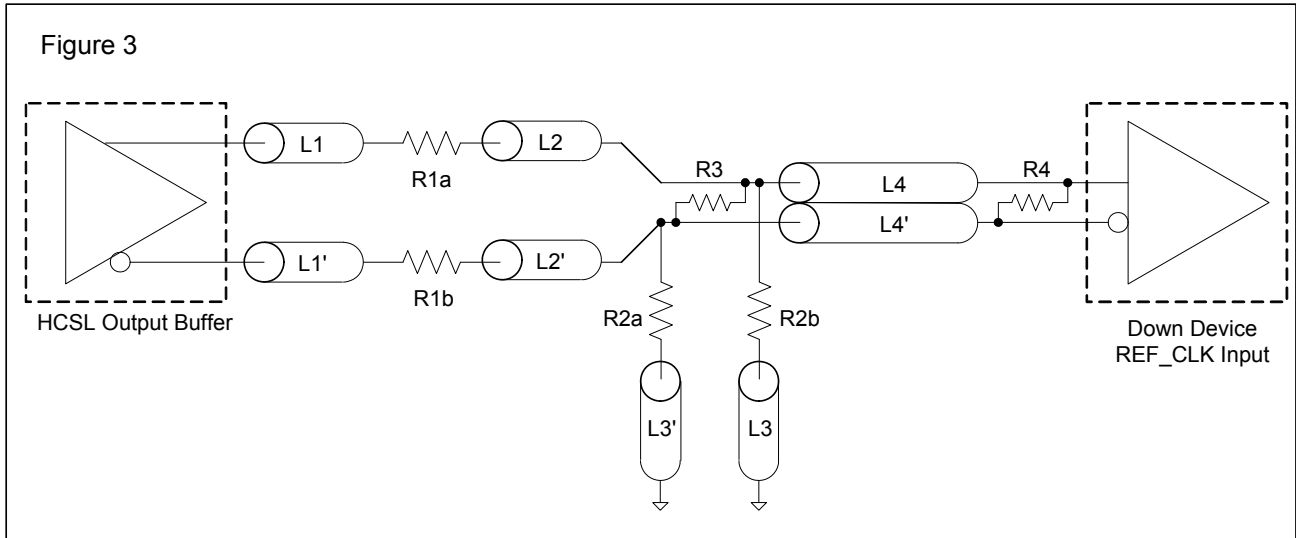 Figure 3
L1
R1a
L2
R3
L4
R4
L4'
L1'
R1b
L2'
HCSL Output Buffer
R2a
R2b
Down Device
REF_CLK Input
L3'
L3